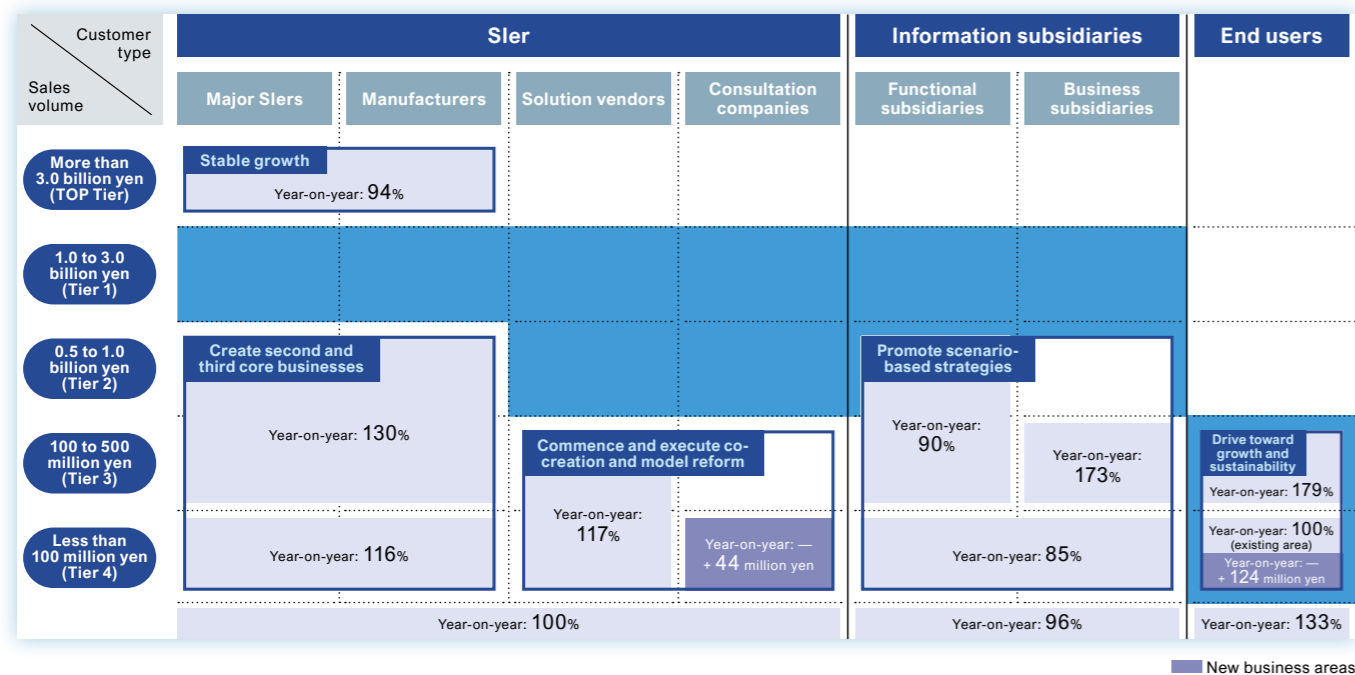 Customer
type
Sales
volume
SIer
Information subsidiaries
End users
Major SIers
Manufacturers
Solution vendors
Consultation
companies
Functional
subsidiaries
Business
subsidiaries
More than
3.0 billion yen
(TOP Tier)
Stable growth
Year-on-year: 94%
1.0 to 3.0
billion yen
(Tier 1)
0.5 to 1.0
billion yen
(Tier 2)
Create second and
third core businesses
Year-on-year: 130%
Promote scenario-
based strategies
Year-on-year:
90%
Year-on-year:
173%
100 to 500
million yen
(Tier 3)
Commence and execute co-
creation and model reform
Year-on-year:
117%
Drive toward
growth and
sustainability
Year-on-year: 179%
Less than
100 million yen
(Tier 4)
Year-on-year: 116%
Year-on-year: —
+ 44 million yen
Year-on-year: 85%
Year-on-year: 100%
(existing area)
Year-on-year: —
+ 124 million yen
Year-on-year: 100%
Year-on-year: 96%
Year-on-year: 133%
New business areas